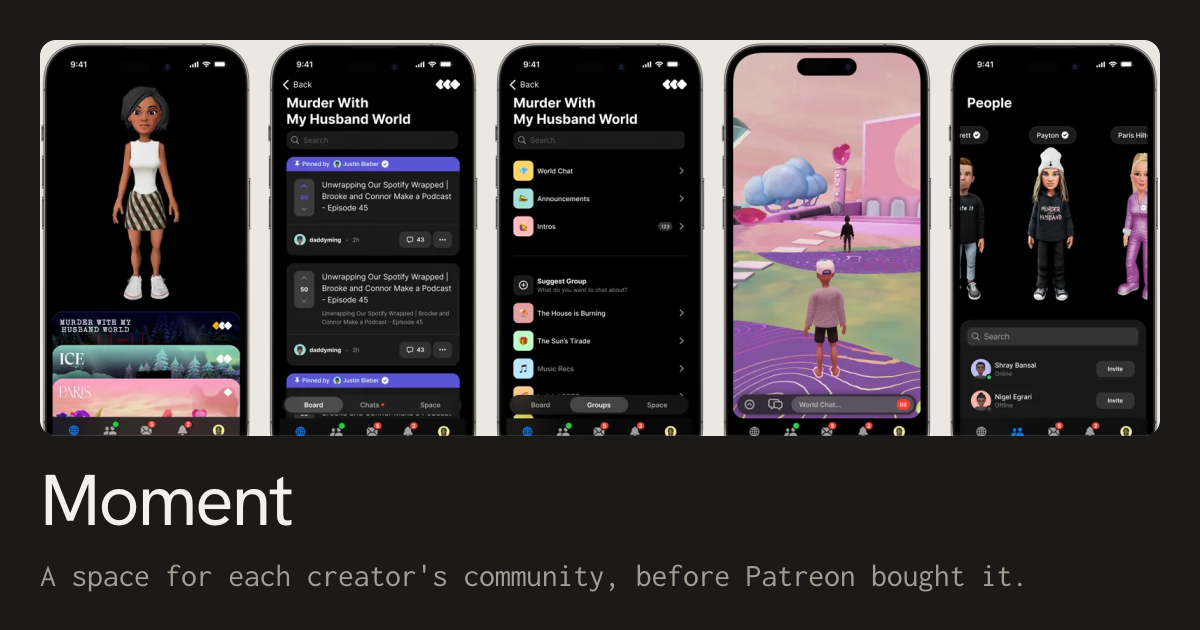 9:41
MURDER WITH MY
HUSBAND WORLD
ICE
PARIS
9:41
Back
Murder With
My Husband World
Search
Pinned by Justin Bieber
Unwrapping Our Spotify Wrapped |
Brooke and Connor Make a Podcast
- Episode 45
daddyming · 2h
43
50
Unwrapping Our Spotify Wrapped |
Brooke and Connor Make a Podcast
- Episode 45
Unwrapping Our Spotify Wrapped | Brooke and
Connor Make a Podcast - Episode 45
daddyming · 2h
43
Pinned by Justin Bieber
Board Chats Space
9:41
Back
Murder With
My Husband World
Search
World Chat
Announcements
Intros 123
Suggest Group
What do you want to chat about?
The House is Burning
The Sun's Tirade
Music Recs
Board Groups Space
World Chat...
86
9:41
People
Payton
Paris Hilt
MURDER
HUSBAND
Search
Shray Bansal
Online
Invite
Nigel Egrari
Offline
Invite
Moment
A space for each creator's community, before Patreon bought it.